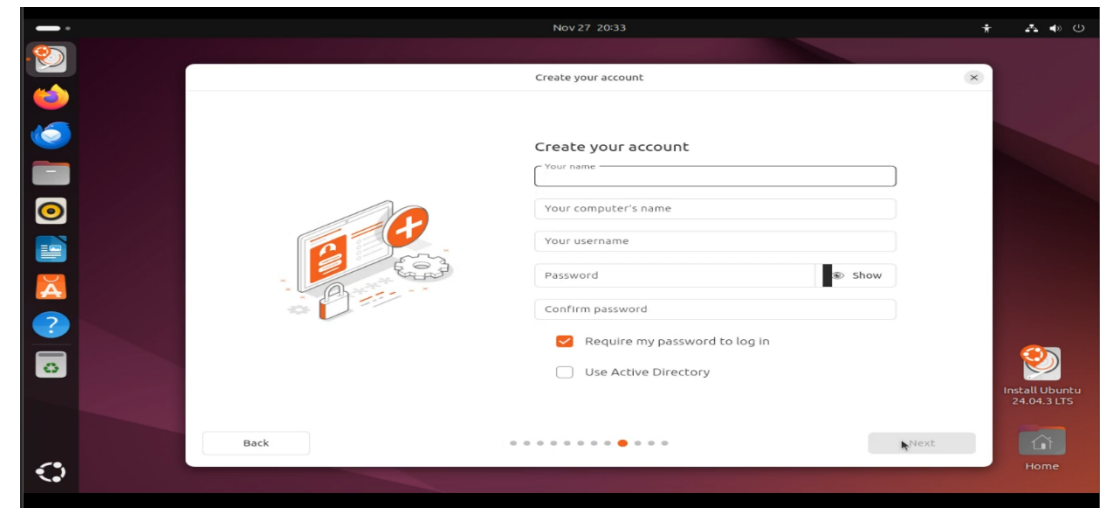 Nov 27 20:33
Create your account
Create your account
Your name
Your computer's name
Your username
Password
Show
Confirm password
Require my password to log in
Use Active Directory
Install Ubuntu
24.04.3 LTS
Back
Next
Home